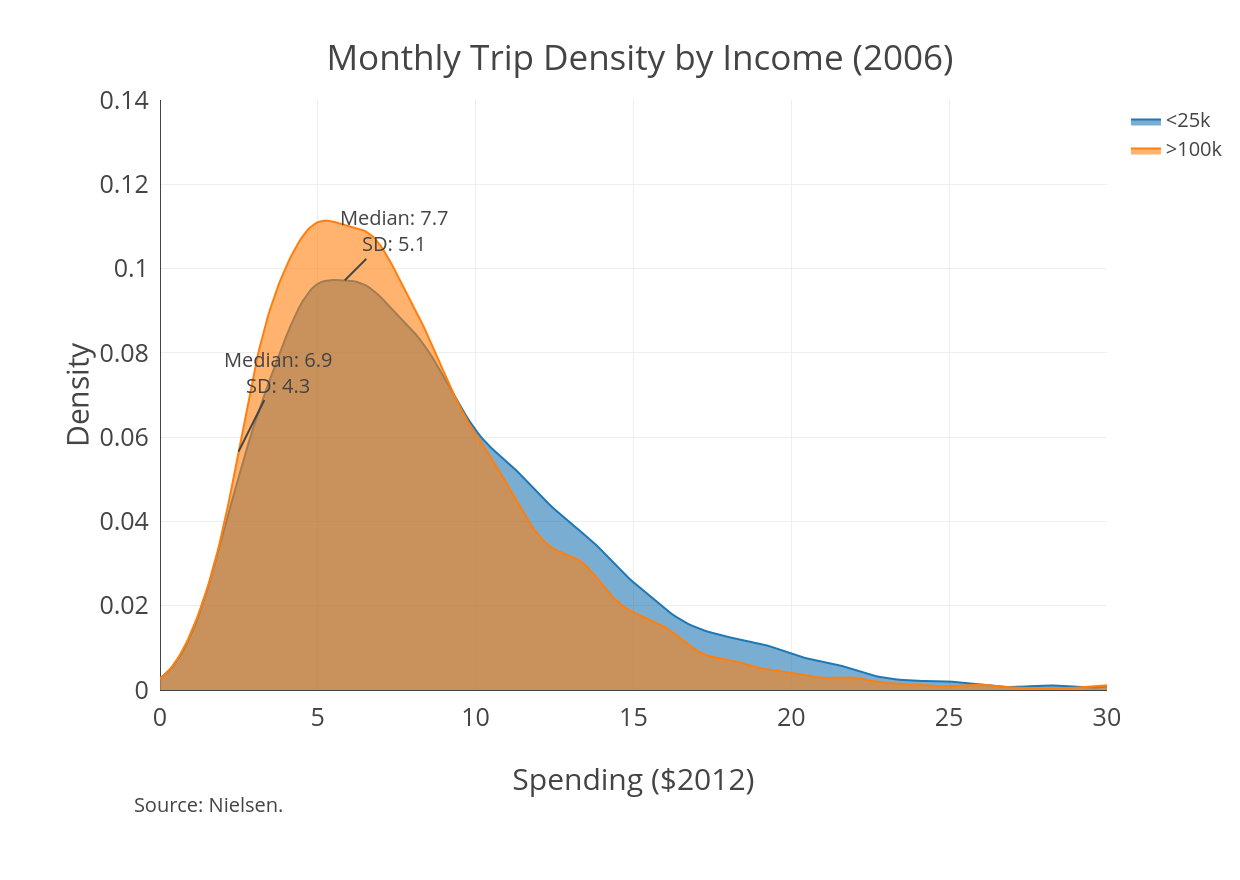 Monthly Trip Density by Income (2006)
0.14
0.12
0.1
0.08
0.06
0.04
0.02
0
Density
<25k
>100k
Median: 7.7
SD: 5.1
Median: 6.9
SD: 4.3
0 5 10 15 20 25 30
Spending ($2012)
Source: Nielsen.